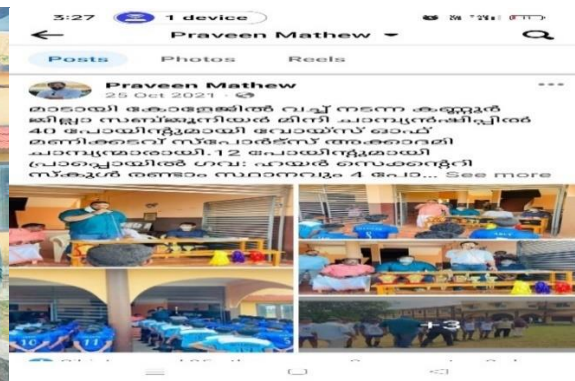 3:27 1 device
Praveen Mathew
Posts Photos Reels
Praveen Mathew
25 Oct 2021
മാടായി കോളേജിൽ വച്ച് നടന്ന കണ്ണൂർ
ജില്ലാ സബ്ജൂനിയർ മിനി ചാമ്പ്യൻഷിപ്പിൽ
40 പോയിന്റുമായി വോയ്സ് ഓഫ്
മണിക്കടവ് സ്പോർട്സ് അക്കാദമി
ചാമ്പ്യന്മാരായി.12 പോയിന്റുമായി
പ്രാപ്പൊയിൽ ഗവ: ഹയർ സെക്കന്ററി
സ്കൂൾ രണ്ടാം സ്ഥാനവും 4 പോ... See more
10 11
+3